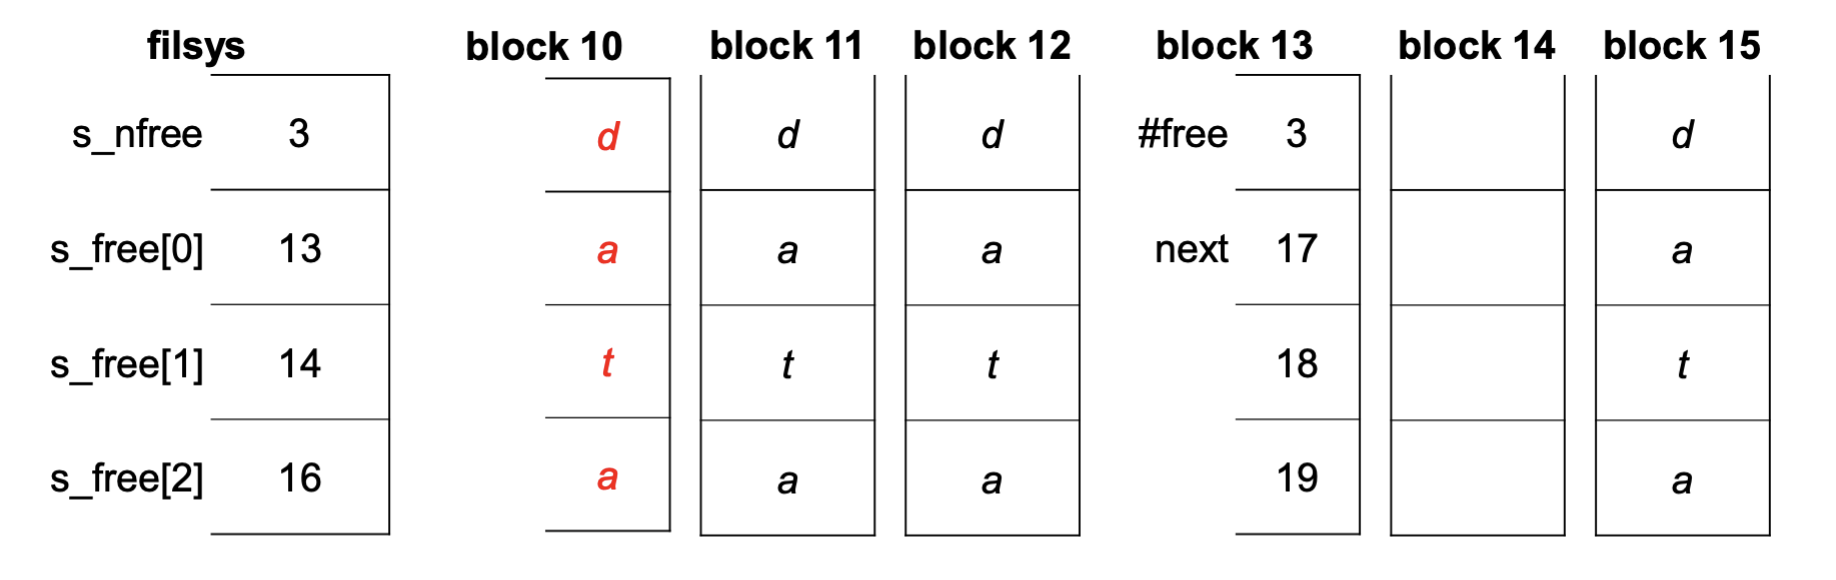 filsys block 10 block 11 block 12 block 13 block 14 block 15
s_nfree 3 d d d #free 3 d
s_free[0] 13 a a a next 17 a
s_free[1] 14 t t t 18 t
s_free[2] 16 a a a 19 a